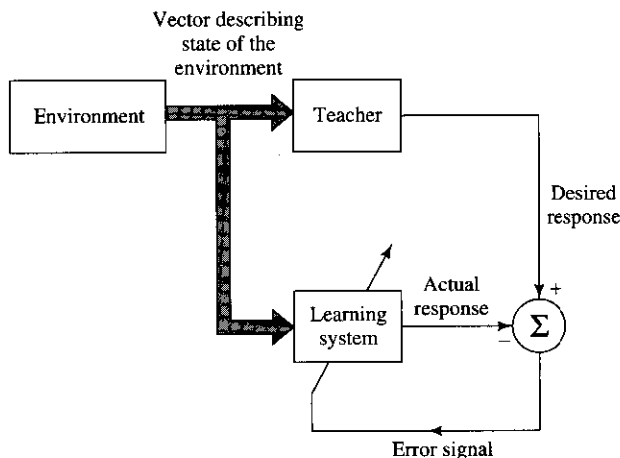 Vector describing
state of the
environment
Environment
Teacher
Desired
response
Actual
response
+
Learning
system
−
Σ
Error signal